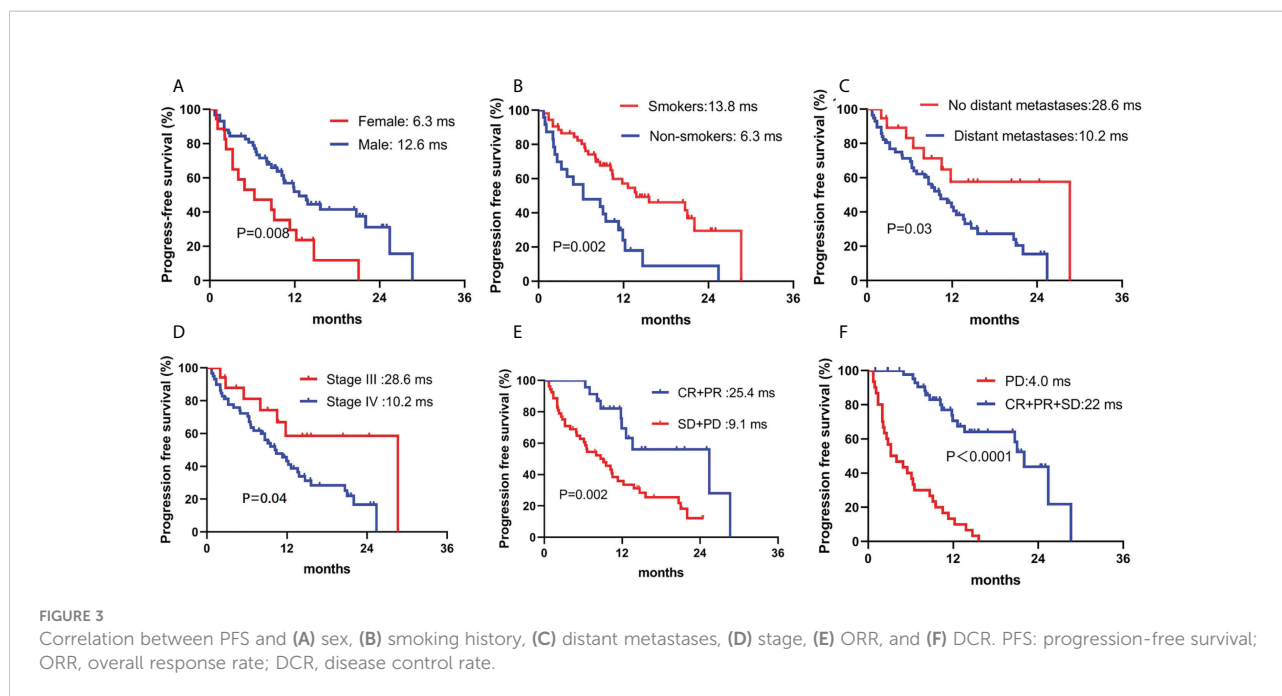 A
Progress-free survival (%)
100
80
60
40
20
0
Female: 6.3 ms
Male: 12.6 ms
P=0.008
0 12 24 36
months
B
Progression free survival (%)
100
80
60
40
20
0
Smokers:13.8 ms
Non-smokers: 6.3 ms
P=0.002
0 12 24 36
months
C
Progression free survival (%)
100
80
60
40
20
0
No distant metastases:28.6 ms
Distant metastases:10.2 ms
P=0.03
0 12 24 36
months
D
Progression free survival (%)
100
80
60
40
20
0
Stage III :28.6 ms
Stage IV :10.2 ms
P=0.04
0 12 24 36
months
E
Progression free survival (%)
100
80
60
40
20
0
CR+PR :25.4 ms
SD+PD :9.1 ms
P=0.002
0 12 24 36
months
F
Progression free survival (%)
100
80
60
40
20
0
PD:4.0 ms
CR+PR+SD:22 ms
P<0.0001
0 12 24 36
months
FIGURE 3
Correlation between PFS and (A) sex, (B) smoking history, (C) distant metastases, (D) stage, (E) ORR, and (F) DCR. PFS: progression-free survival;
ORR, overall response rate; DCR, disease control rate.